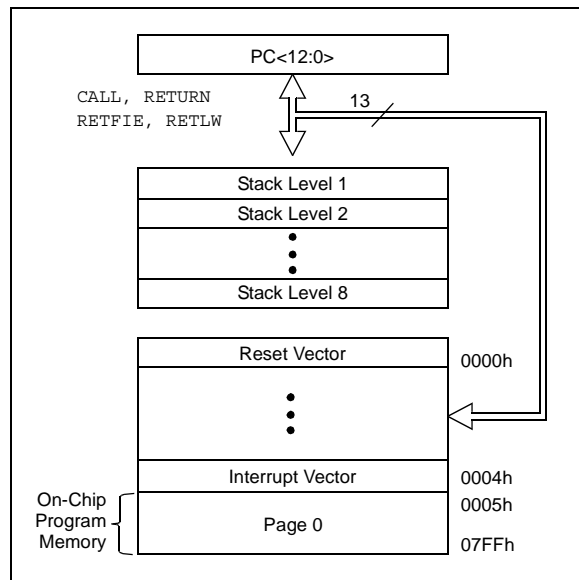 PC<12:0>
CALL, RETURN
RETFIE, RETLW
13
Stack Level 1
Stack Level 2
Stack Level 8
Reset Vector
0000h
Interrupt Vector
0004h
On-Chip
Program
Memory
0005h
Page 0
07FFh